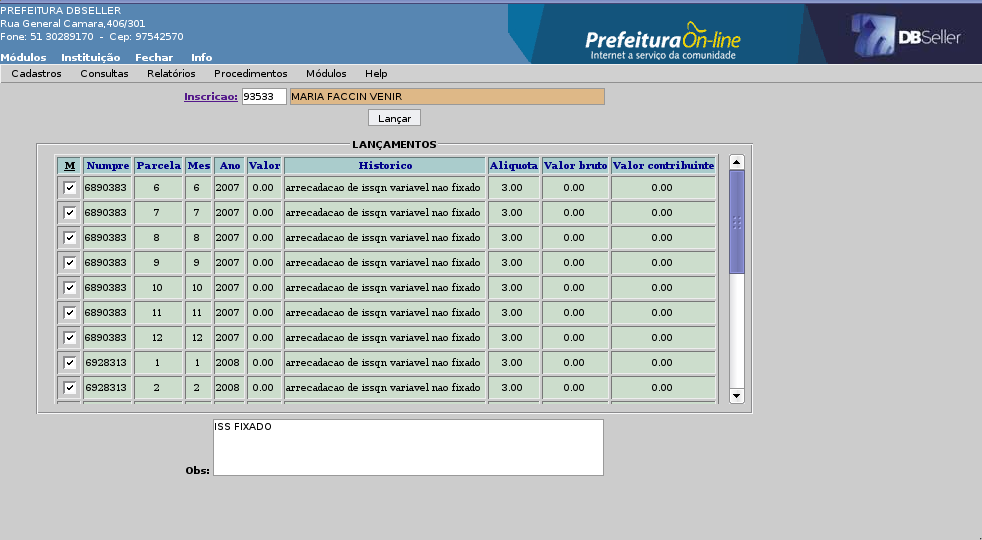 PREFEITURA DBSELLER
Rua General Camara,406/301
Fone: 51 30289170 - Cep: 97542570
Prefeitura On-line
Internet a serviço da comunidade
DBSeller
Módulos Instituição Fechar Info
Cadastros Consultas Relatórios Procedimentos Módulos Help
Inscricao: 93533 MARIA FACCIN VENIR
Lançar
LANÇAMENTOS
M Numpre Parcela Mes Ano Valor Historico Aliquota Valor bruto Valor contribuinte
6890383 6 6 2007 0.00 arrecadacao de issqn variavel nao fixado 3.00 0.00 0.00
6890383 7 7 2007 0.00 arrecadacao de issqn variavel nao fixado 3.00 0.00 0.00
6890383 8 8 2007 0.00 arrecadacao de issqn variavel nao fixado 3.00 0.00 0.00
6890383 9 9 2007 0.00 arrecadacao de issqn variavel nao fixado 3.00 0.00 0.00
6890383 10 10 2007 0.00 arrecadacao de issqn variavel nao fixado 3.00 0.00 0.00
6890383 11 11 2007 0.00 arrecadacao de issqn variavel nao fixado 3.00 0.00 0.00
6890383 12 12 2007 0.00 arrecadacao de issqn variavel nao fixado 3.00 0.00 0.00
6928313 1 1 2008 0.00 arrecadacao de issqn variavel nao fixado 3.00 0.00 0.00
6928313 2 2 2008 0.00 arrecadacao de issqn variavel nao fixado 3.00 0.00 0.00
ISS FIXADO
Obs: